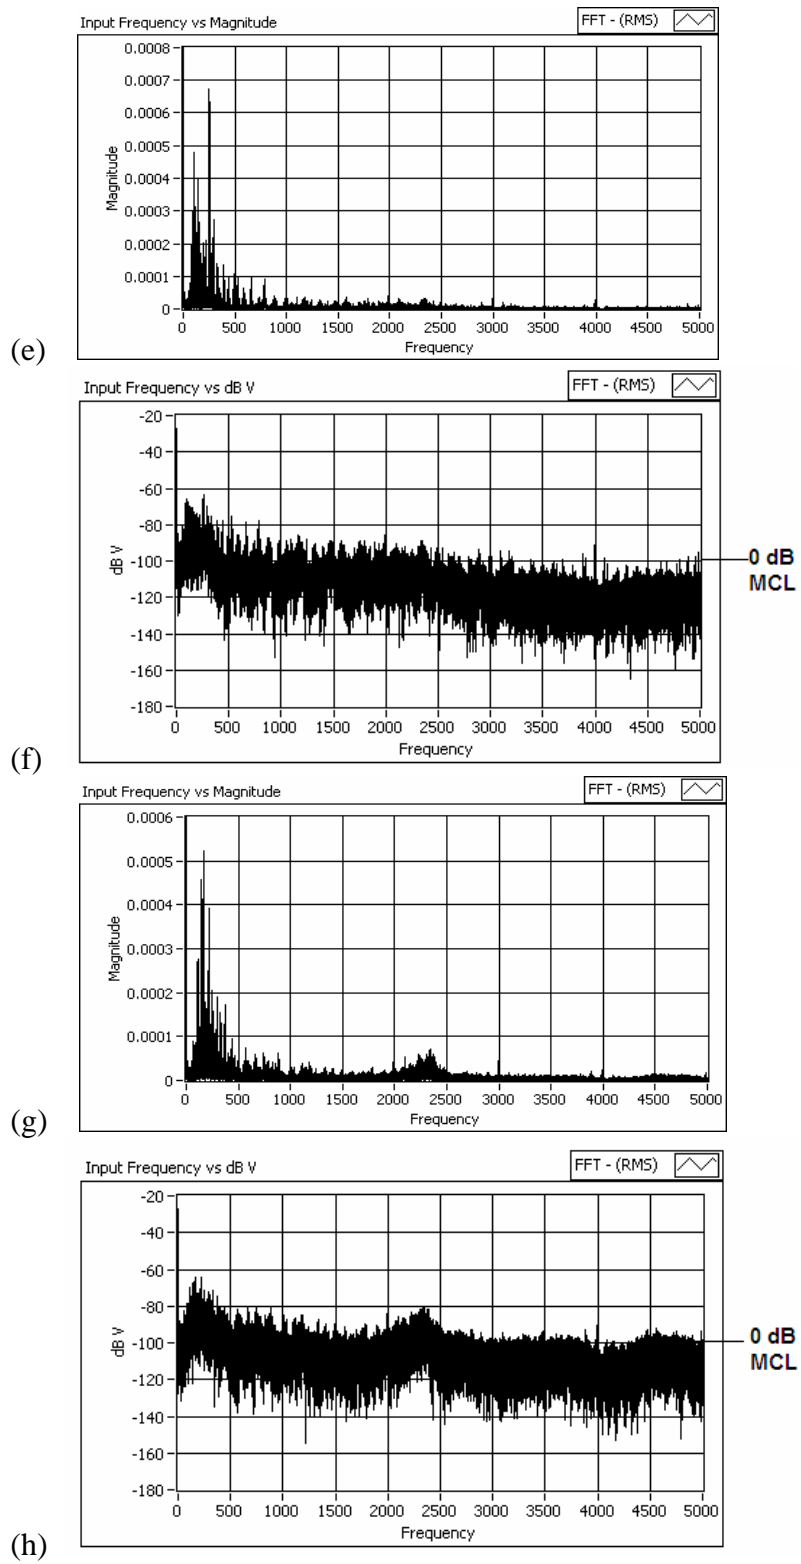 Input Frequency vs Magnitude FFT - (RMS)
0.0008
0.0007
0.0006
0.0005
0.0004
0.0003
0.0002
0.0001
0
Magnitude
0 500 1000 1500 2000 2500 3000 3500 4000 4500 5000
Frequency
(e)
Input Frequency vs dB V FFT - (RMS)
-20
-40
-60
-80
-100
-120
-140
-160
-180
dB V
0 dB
MCL
0 500 1000 1500 2000 2500 3000 3500 4000 4500 5000
Frequency
(f)
Input Frequency vs Magnitude FFT - (RMS)
0.0006
0.0005
0.0004
0.0003
0.0002
0.0001
0
Magnitude
0 500 1000 1500 2000 2500 3000 3500 4000 4500 5000
Frequency
(g)
Input Frequency vs dB V FFT - (RMS)
-20
-40
-60
-80
-100
-120
-140
-160
-180
dB V
0 dB
MCL
0 500 1000 1500 2000 2500 3000 3500 4000 4500 5000
Frequency
(h)